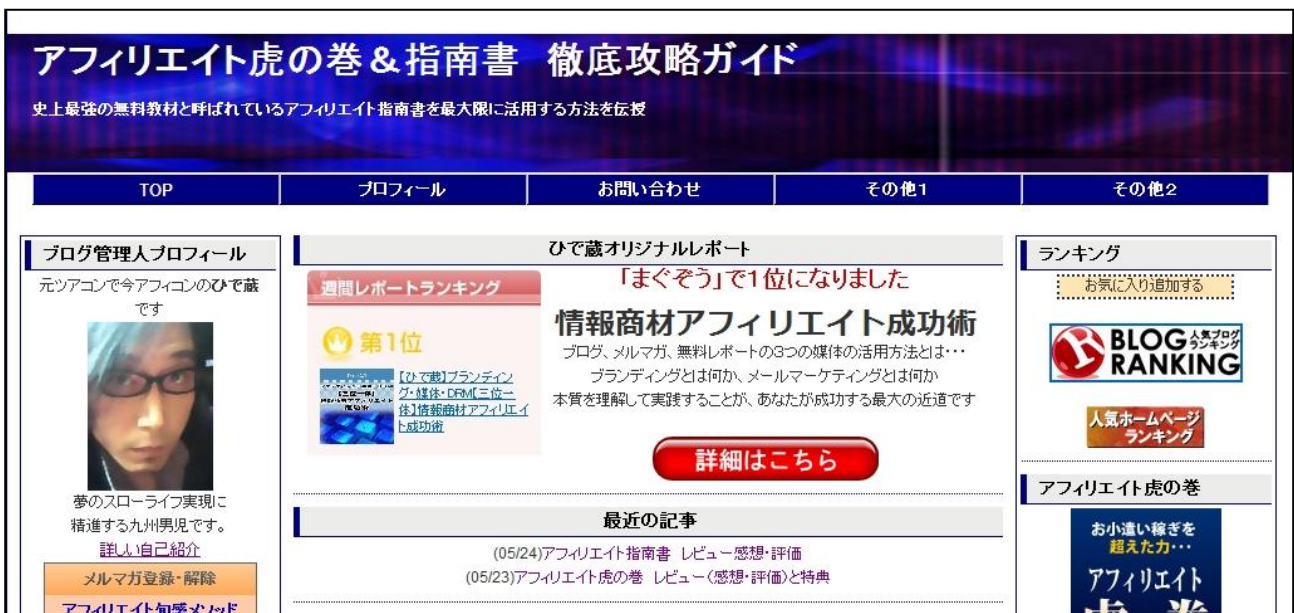 アフィリエイト虎の巻&指南書 徹底攻略ガイド
史上最強の無料教材と呼ばれているアフィリエイト指南書を最大限に活用する方法を伝授
TOP
プロフィール
お問い合わせ
その他1
その他2
ブログ管理人プロフィール
元ツアコンで今アフィコンのひで蔵
です
夢のスローライフ実現に
精進する九州男児です。
詳しい自己紹介
メルマガ登録・解除
ひで蔵オリジナルレポート
週間レポートランキング
第1位
【ひで蔵】ブランディン
グ・媒体・DRM【三位一
体】情報商材アフィリエイ
ト成功術
「まぐぞう」で1位になりました
情報商材アフィリエイト成功術
ブログ、メルマガ、無料レポートの3つの媒体の活用方法とは・・・
ブランディングとは何か、メールマーケティングとは何か
本質を理解して実践することが、あなたが成功する最大の近道です
詳細はこちら
最近の記事
(05/24)アフィリエイト指南書 レビュー感想・評価
(05/23)アフィリエイト虎の巻 レビュー(感想・評価)と特典
ランキング
お気に入り追加する
BLOG 人気ブログ
RANKING ランキング
人気ホームページ
ランキング
アフィリエイト虎の巻
お小遣い稼ぎを
超えた力・・・
アフィリエイト
虎の巻